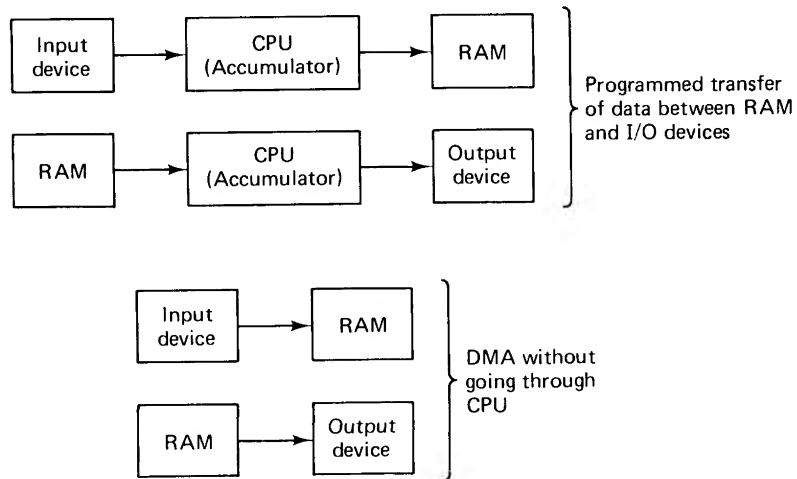 Input
device
CPU
(Accumulator)
RAM
RAM
CPU
(Accumulator)
Output
device
Programmed transfer
of data between RAM
and I/O devices
Input
device
RAM
RAM
Output
device
DMA without
going through
CPU